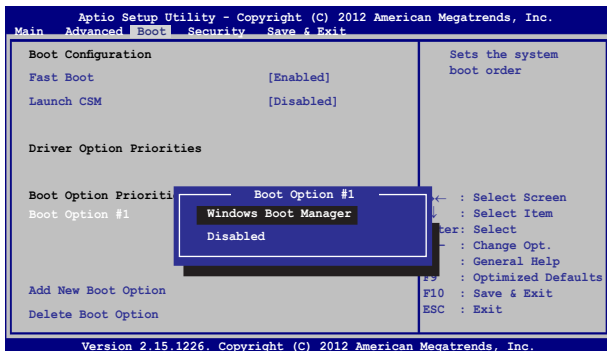 Aptio Setup Utility - Copyright (C) 2012 American Megatrends, Inc.
Main Advanced Boot Security Save & Exit
Boot Configuration
Fast Boot [Enabled]
Launch CSM [Disabled]
Driver Option Priorities
Boot Option Prioriti
Boot Option #1
Add New Boot Option
Delete Boot Option
Boot Option #1
Windows Boot Manager
Disabled
Sets the system
boot order
←: Select Screen
: Select Item
ter: Select
: Change Opt.
: General Help
F9 : Optimized Defaults
F10 : Save & Exit
ESC : Exit
Version 2.15.1226. Copyright (C) 2012 American Megatrends, Inc.